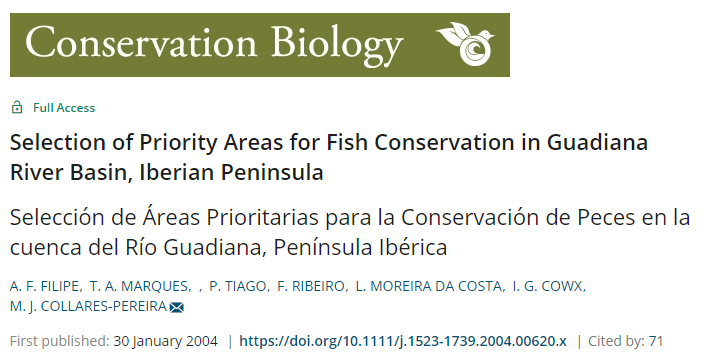 Conservation Biology
Full Access
Selection of Priority Areas for Fish Conservation in Guadiana
River Basin, Iberian Peninsula
Selección de Áreas Prioritarias para la Conservación de Peces en la
cuenca del Río Guadiana, Península Ibérica
A. F. FILIPE, T. A. MARQUES, , P. TIAGO, F. RIBEIRO, L. MOREIRA DA COSTA, I. G. COWX,
M. J. COLLARES-PEREIRA
First published: 30 January 2004 | https://doi.org/10.1111/j.1523-1739.2004.00620.x | Cited by: 71